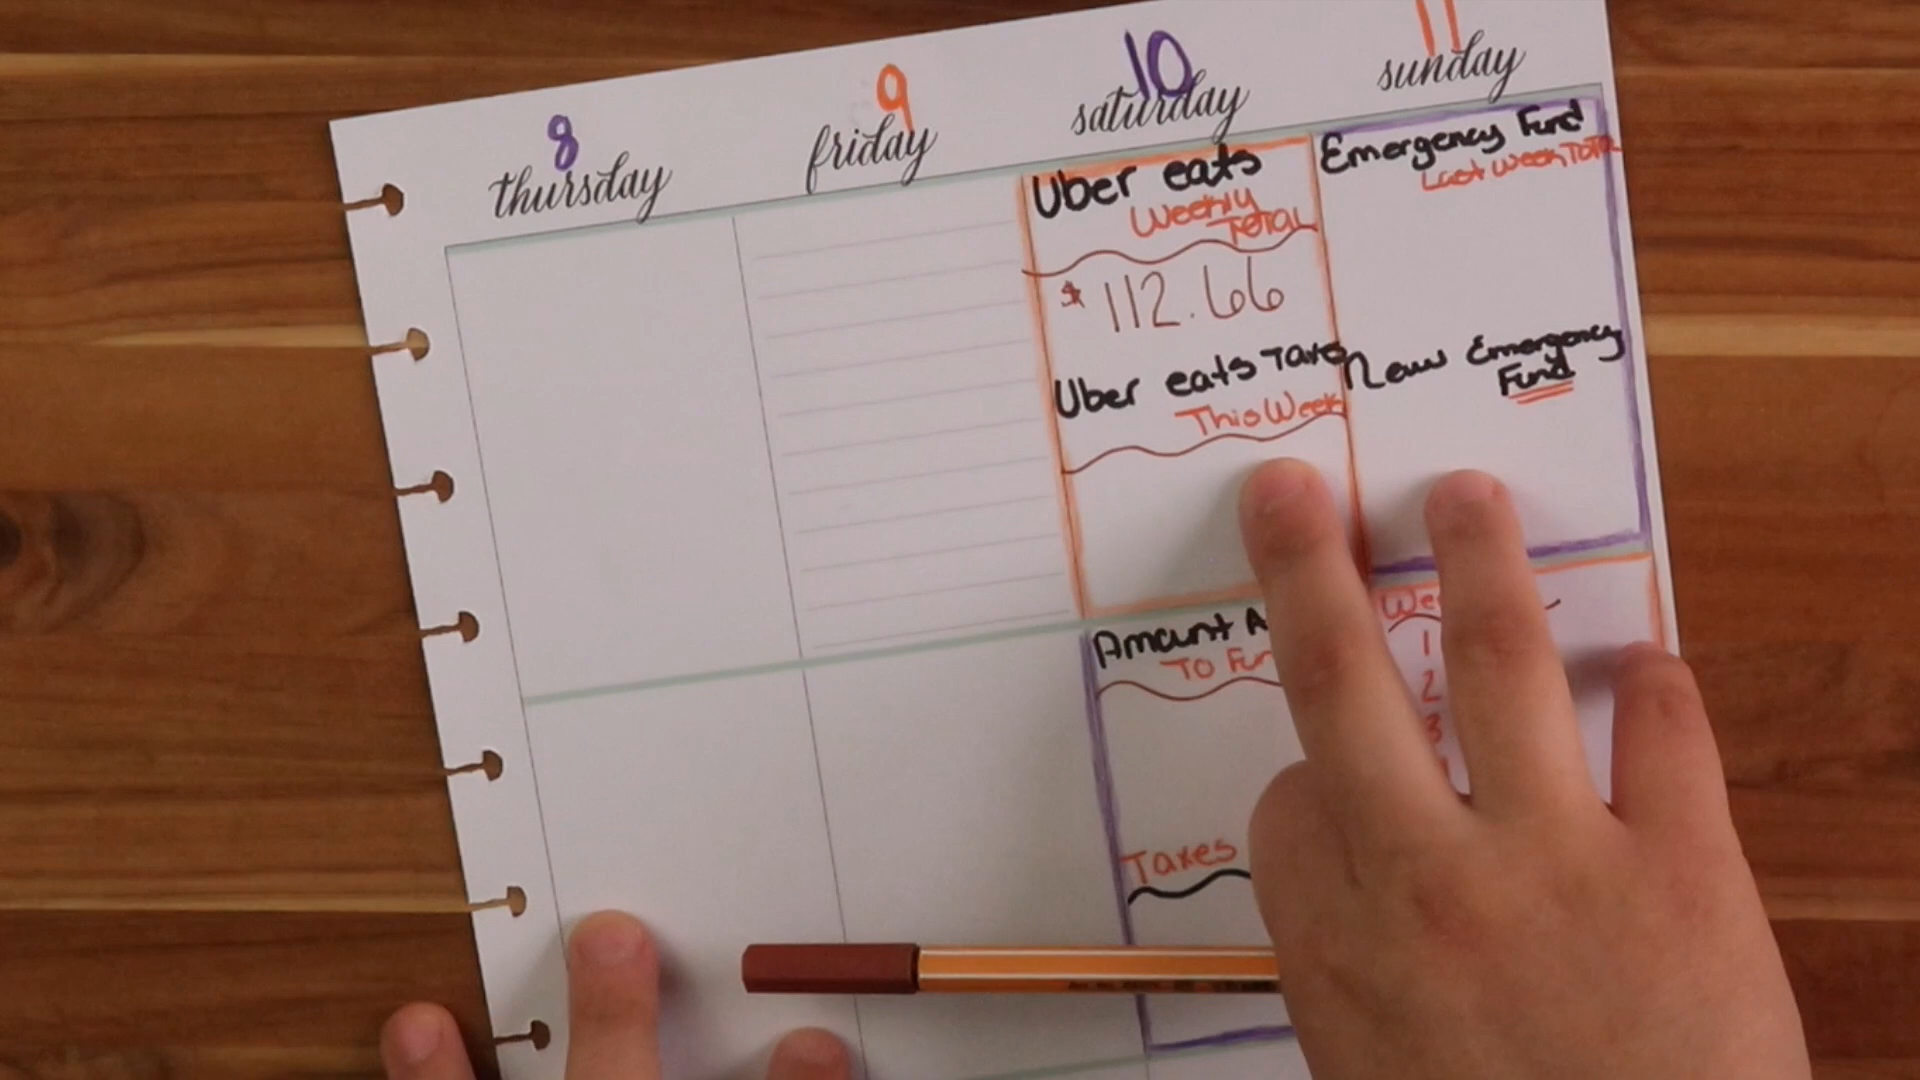 8
thursday
9
friday
10
saturday
11
sunday
Uber eats
Weekly
Total
$112.66
Uber eats Taxes
This Week
Emergency Fund
Last Week Total
New Emergency
Fund
Amount
To
1
2
3
Taxes